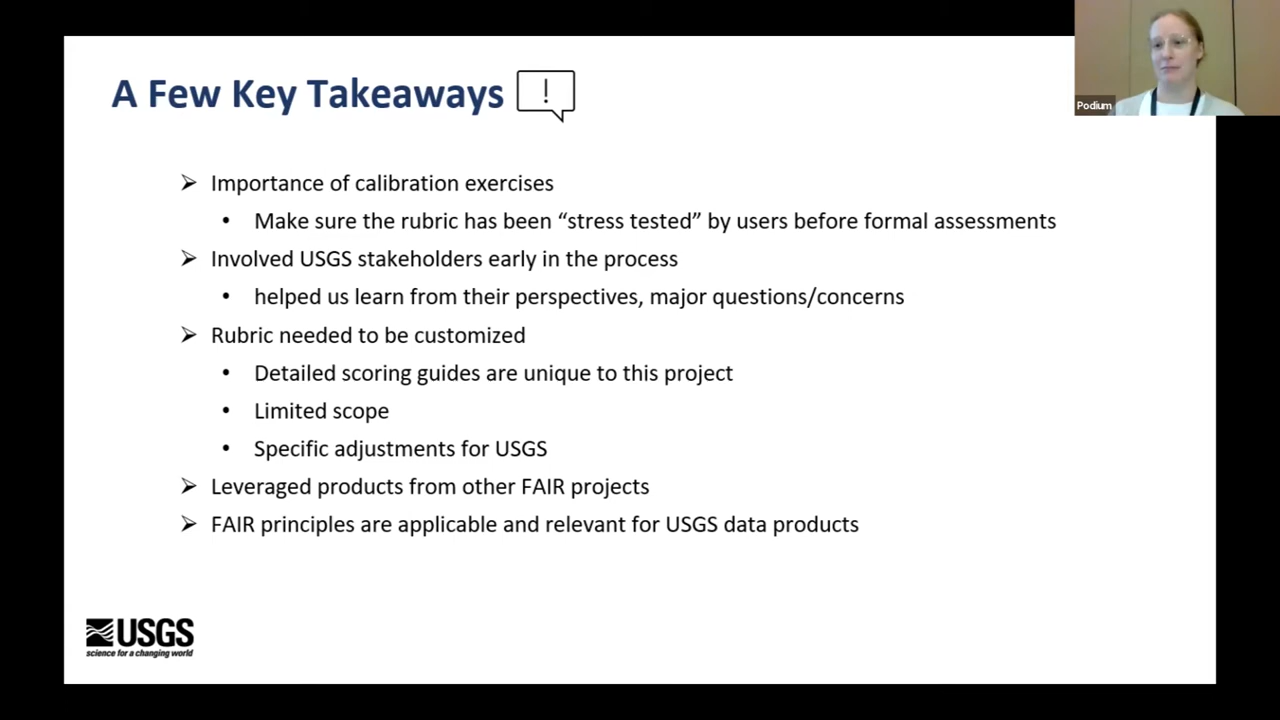 A Few Key Takeaways
!
Podium
➢ Importance of calibration exercises
• Make sure the rubric has been “stress tested” by users before formal assessments
➢ Involved USGS stakeholders early in the process
• helped us learn from their perspectives, major questions/concerns
➢ Rubric needed to be customized
• Detailed scoring guides are unique to this project
• Limited scope
• Specific adjustments for USGS
➢ Leveraged products from other FAIR projects
➢ FAIR principles are applicable and relevant for USGS data products
USGS
science for a changing world